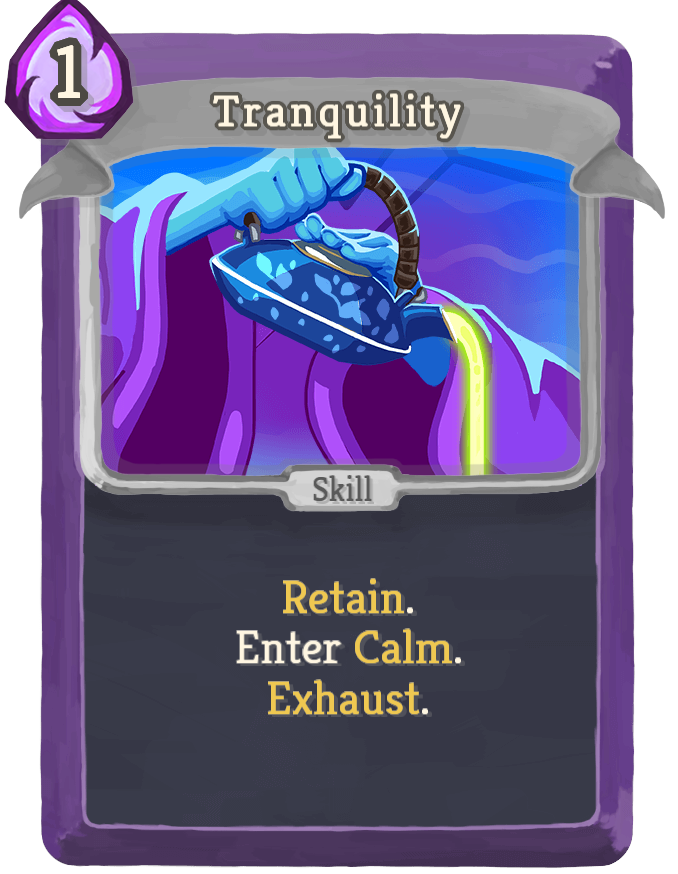 1
Tranquility
Skill
Retain.
Enter Calm.
Exhaust.